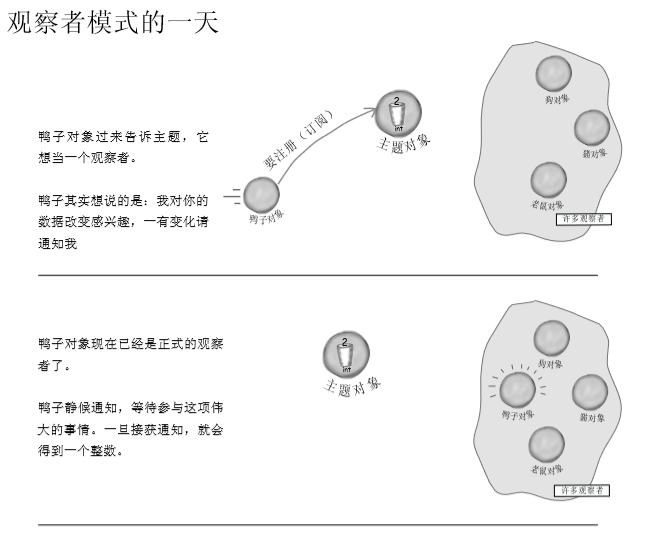 观察者模式的一天
鸭子对象过来告诉主题，它
想当一个观察者。
鸭子其实想说的是：我对你的
数据改变感兴趣，一有变化请
通知我
要注册（订阅）
2
int
主题对象
鸭子对象
狗对象
猫对象
老鼠对象
许多观察者
鸭子对象现在已经是正式的观察
者了。
鸭子静候通知，等待参与这项伟
大的事情。一旦接获通知，就会
得到一个整数。
2
int
主题对象
狗对象
鸭子对象
猫对象
老鼠对象
许多观察者